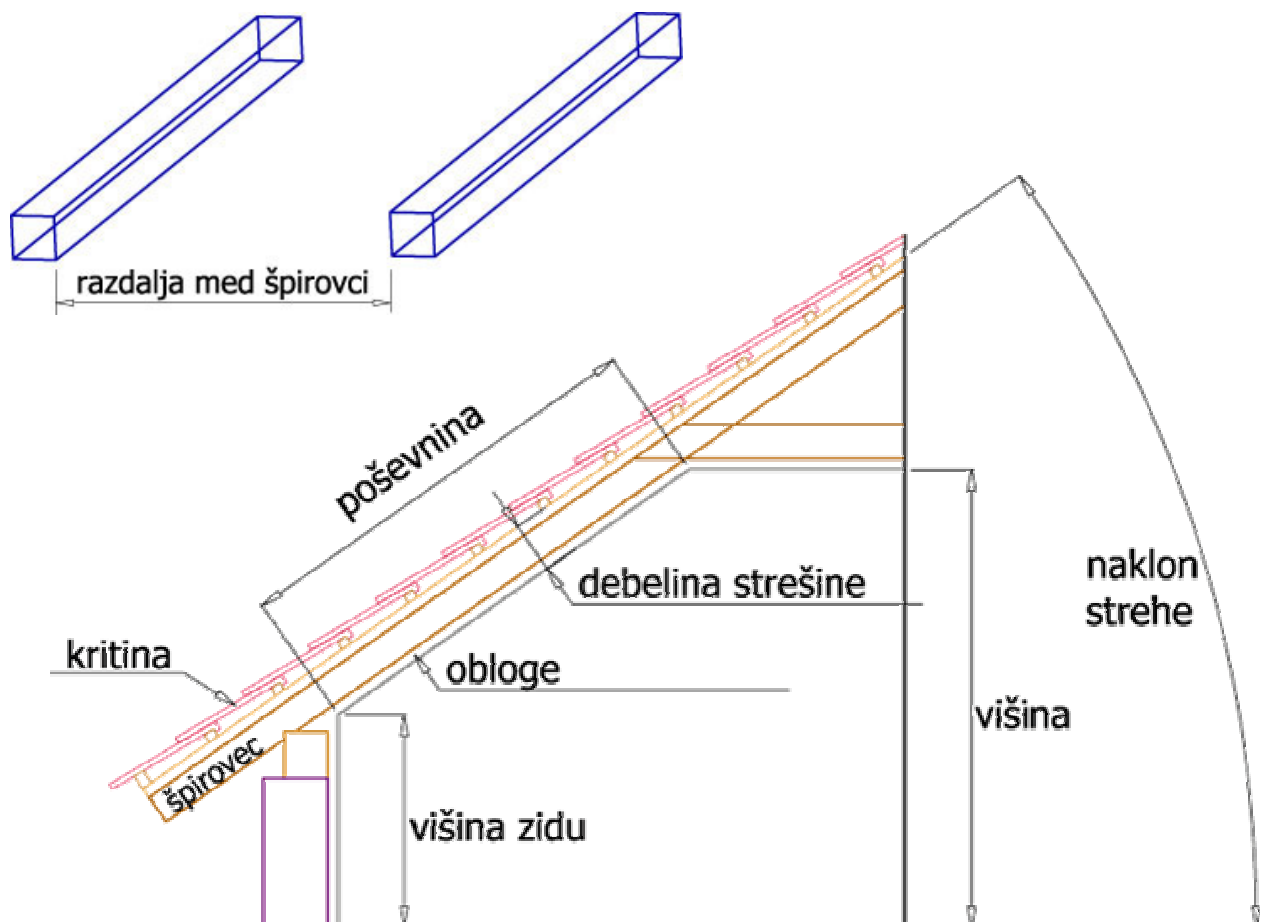 razdalja med špirovci
poševnina
debelina strešine
naklon
strehe
kritina
obloge
višina
špirovec
višina zidu